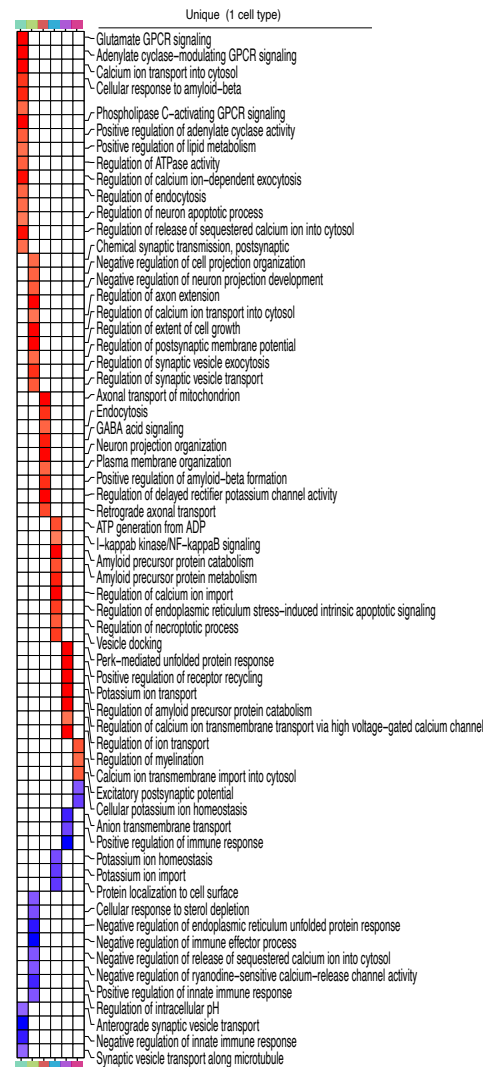 Unique (1 cell type)
Glutamate GPCR signaling
Adenylate cyclase−modulating GPCR signaling
Calcium ion transport into cytosol
Cellular response to amyloid−beta
Phospholipase C−activating GPCR signaling
Positive regulation of adenylate cyclase activity
Positive regulation of lipid metabolism
Regulation of ATPase activity
Regulation of calcium ion−dependent exocytosis
Regulation of endocytosis
Regulation of neuron apoptotic process
Regulation of release of sequestered calcium ion into cytosol
Chemical synaptic transmission, postsynaptic
Negative regulation of cell projection organization
Negative regulation of neuron projection development
Regulation of axon extension
Regulation of calcium ion transport into cytosol
Regulation of extent of cell growth
Regulation of postsynaptic membrane potential
Regulation of synaptic vesicle exocytosis
Regulation of synaptic vesicle transport
Axonal transport of mitochondrion
Endocytosis
GABA acid signaling
Neuron projection organization
Plasma membrane organization
Positive regulation of amyloid−beta formation
Regulation of delayed rectifier potassium channel activity
Retrograde axonal transport
ATP generation from ADP
I−kappab kinase/NF−kappaB signaling
Amyloid precursor protein catabolism
Amyloid precursor protein metabolism
Regulation of calcium ion import
Regulation of endoplasmic reticulum stress−induced intrinsic apoptotic signaling
Regulation of necroptotic process
Vesicle docking
Perk−mediated unfolded protein response
Positive regulation of receptor recycling
Potassium ion transport
Regulation of amyloid precursor protein catabolism
Regulation of calcium ion transmembrane transport via high voltage−gated calcium channel
Regulation of ion transport
Regulation of myelination
Calcium ion transmembrane import into cytosol
Excitatory postsynaptic potential
Cellular potassium ion homeostasis
Anion transmembrane transport
Positive regulation of immune response
Potassium ion homeostasis
Potassium ion import
Protein localization to cell surface
Cellular response to sterol depletion
Negative regulation of endoplasmic reticulum unfolded protein response
Negative regulation of immune effector process
Negative regulation of release of sequestered calcium ion into cytosol
Negative regulation of ryanodine−sensitive calcium−release channel activity
Positive regulation of innate immune response
Regulation of intracellular pH
Anterograde synaptic vesicle transport
Negative regulation of innate immune response
Synaptic vesicle transport along microtubule